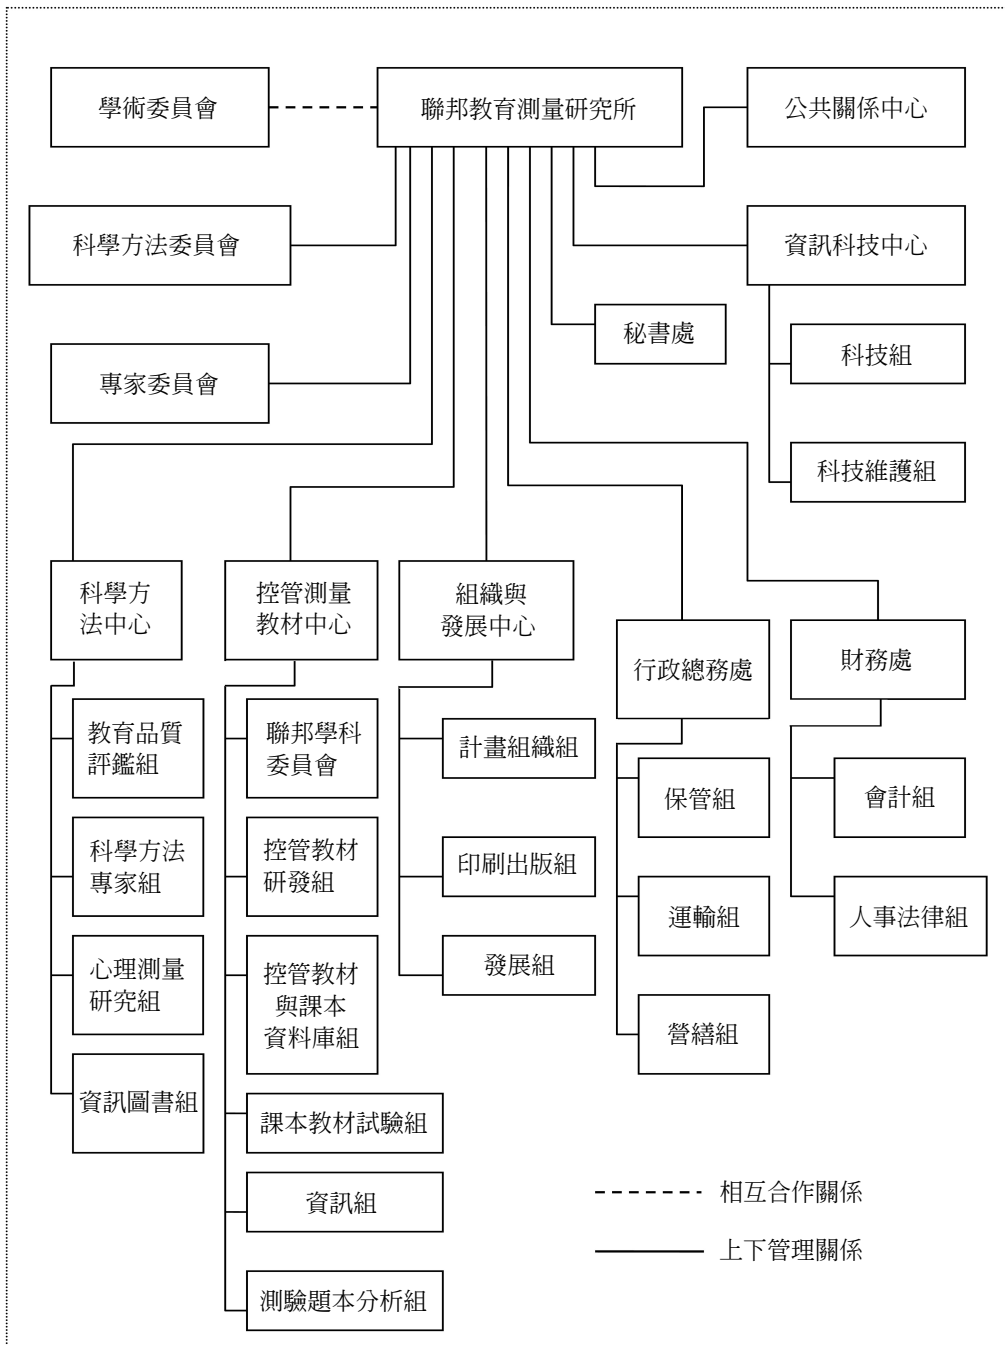 學術委員會
聯邦教育測量研究所
公共關係中心
科學方法委員會
資訊科技中心
秘書處
科技組
專家委員會
科技維護組
科學方
法中心
控管測量
教材中心
組織與
發展中心
行政總務處
財務處
教育品質
評鑑組
科學方法
專家組
心理測量
研究組
資訊圖書組
聯邦學科
委員會
控管教材
研發組
控管教材
與課本
資料庫組
課本教材試驗組
資訊組
測驗題本分析組
計畫組織組
印刷出版組
發展組
保管組
運輸組
營繕組
會計組
人事法律組
相互合作關係
上下管理關係